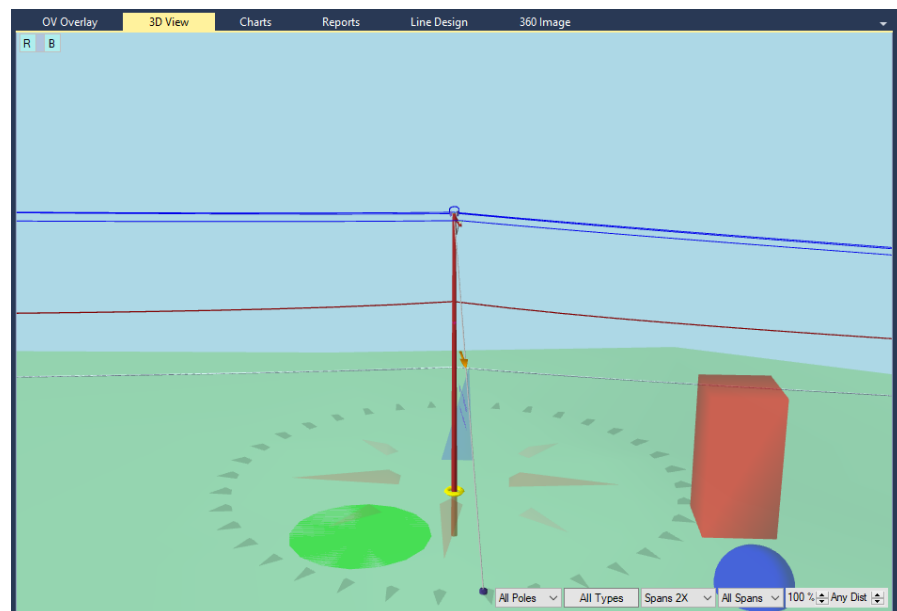 OV Overlay 3D View Charts Reports Line Design 360 Image
R B
All Poles All Types Spans 2X All Spans 100 % Any Dist